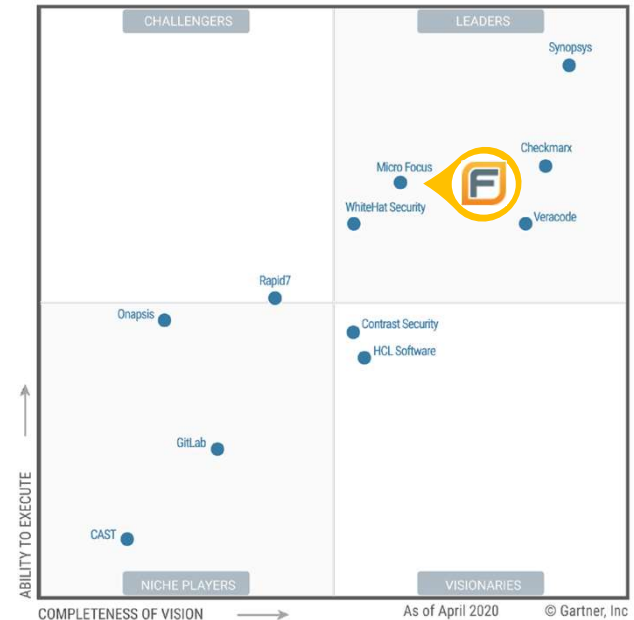 CHALLENGERS
LEADERS
Synopsys
Checkmarx
Micro Focus
F
WhiteHat Security
Veracode
Rapid7
Onapsis
Contrast Security
HCL Software
GitLab
CAST
ABILITY TO EXECUTE
NICHE PLAYERS
VISIONARIES
COMPLETENESS OF VISION
As of April 2020
© Gartner, Inc